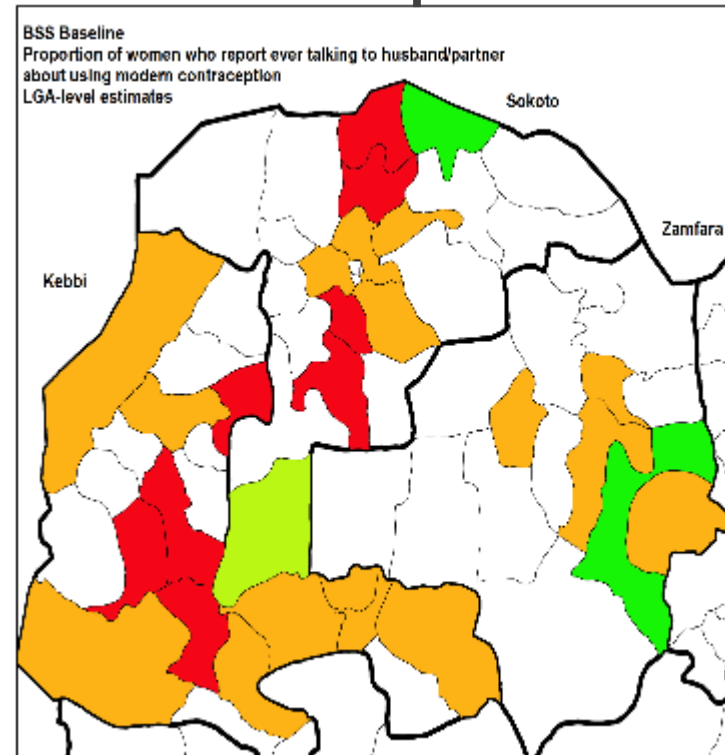 BSS Baseline
Proportion of women who report ever talking to husband/partner
about using modern contraception
LGA-level estimates
Sokoto
Zamfara
Kebbi